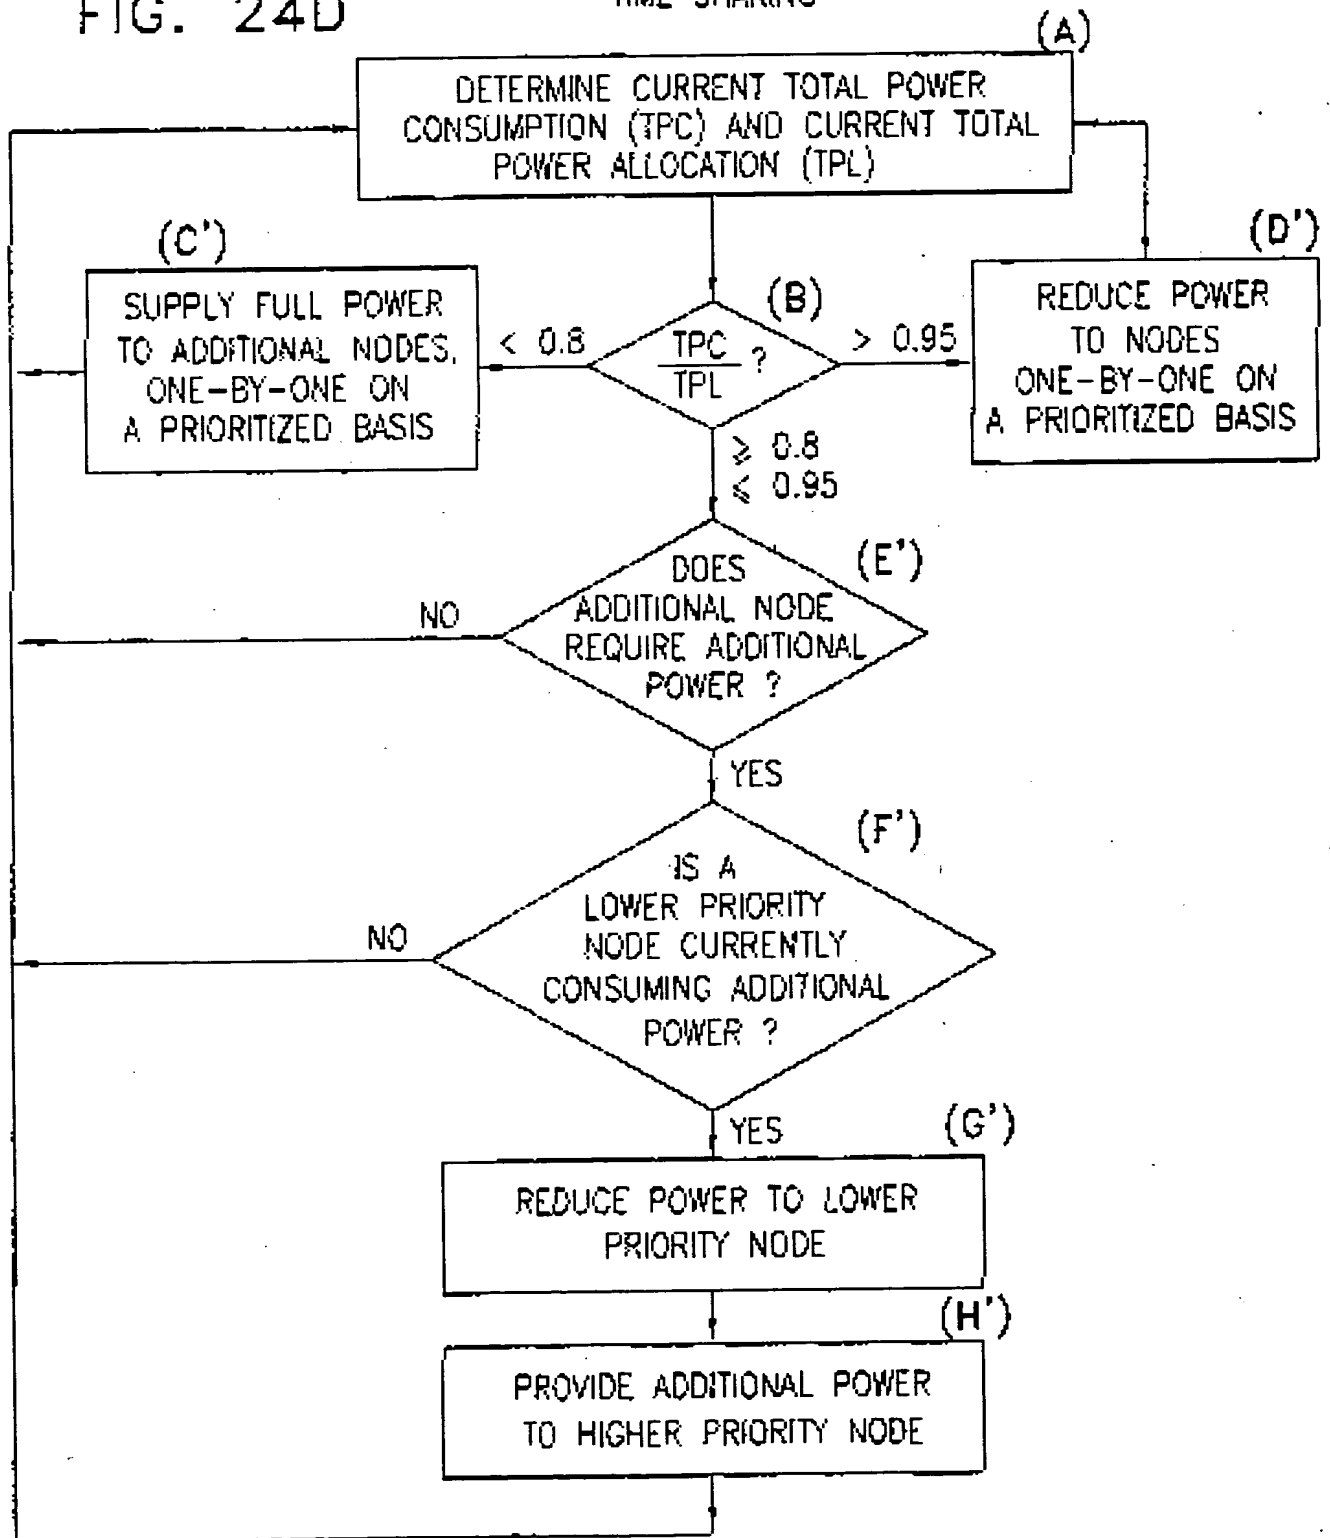 FIG. 24D
TIME SHARING
(A)
DETERMINE CURRENT TOTAL POWER
CONSUMPTION (TPC) AND CURRENT TOTAL
POWER ALLOCATION (TPL)
(C')
SUPPLY FULL POWER
TO ADDITIONAL NODES,
ONE-BY-ONE ON
A PRIORITIZED BASIS
< 0.8
(B)
TPC
TPL
?
> 0.95
(D')
REDUCE POWER
TO NODES
ONE-BY-ONE ON
A PRIORITIZED BASIS
⩾ 0.8
⩽ 0.95
(E')
DOES
ADDITIONAL NODE
REQUIRE ADDITIONAL
POWER ?
NO
YES
(F')
IS A
LOWER PRIORITY
NODE CURRENTLY
CONSUMING ADDITIONAL
POWER ?
NO
YES
(G')
REDUCE POWER TO LOWER
PRIORITY NODE
(H')
PROVIDE ADDITIONAL POWER
TO HIGHER PRIORITY NODE